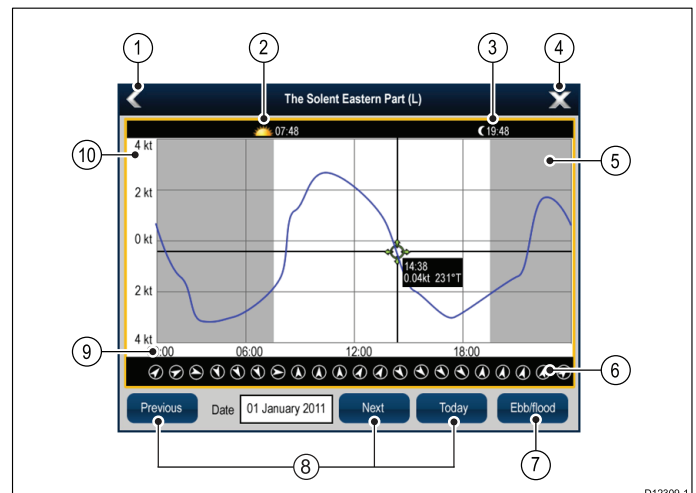 1 2 3 4
The Solent Eastern Part (L)
07:48 19:48
4 kt
10
5
2 kt
0 kt
14:38
0.04kt 231°T
2 kt
4 kt
9
:00 06:00 12:00 18:00
6
Previous Date 01 January 2011 Next Today Ebb/flood
8
7